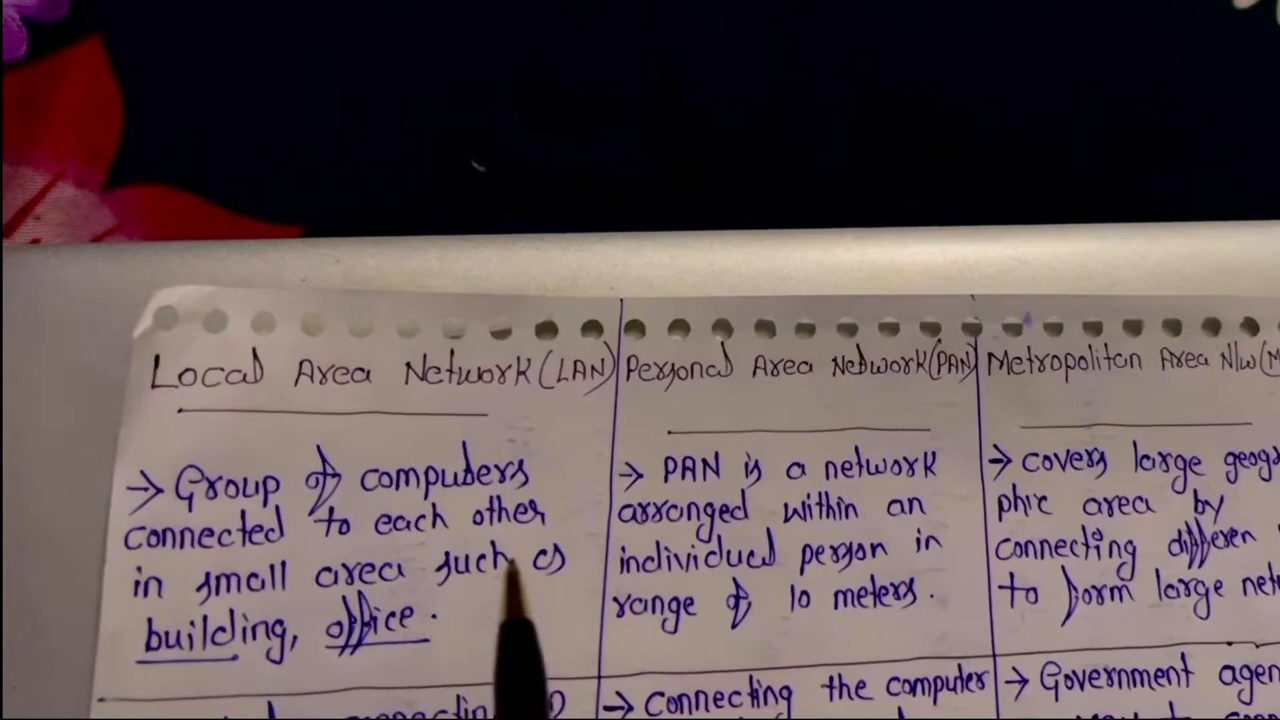 Local Area Network (LAN)
→ Group of computers
connected to each other
in small area such as
building, office.
Personal Area Network (PAN)
→ PAN is a network
arranged within an
individual person in
range of 10 meters.
→ connecting the computer
Metropolitan Area N/w (M
→ covers large geog
phic area by
connecting differen
to form large net
→ Government agen